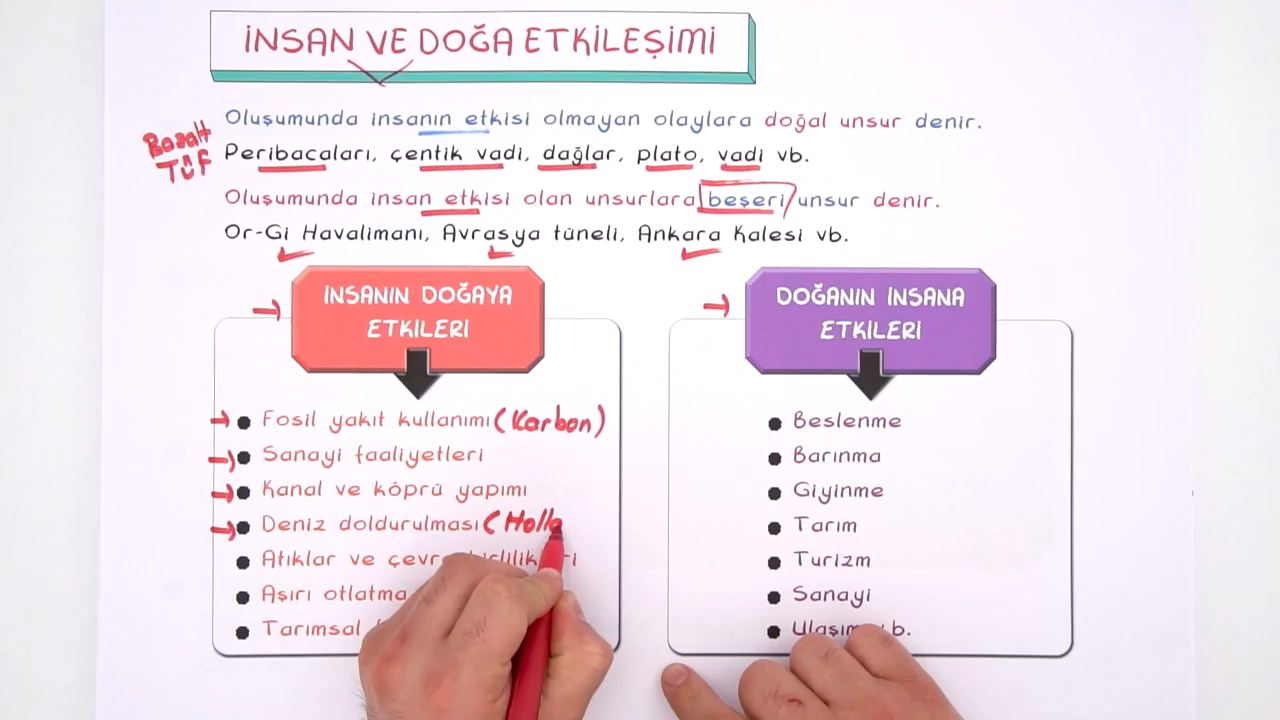 İNSAN VE DOĞA ETKİLEŞİMİ
Oluşumunda insanın etkisi olmayan olaylara doğal unsur denir.
Bazalt
TÜF
Peribacaları, çentik vadi, dağlar, plato, vadi vb.
Oluşumunda insan etkisi olan unsurlara beşeri unsur denir.
Or-Gi Havalimanı, Avrasya tüneli, Ankara Kalesi vb.
İNSANIN DOĞAYA
ETKİLERİ
Fosil yakıt kullanımı (Karbon)
Sanayi faaliyetleri
Kanal ve köprü yapımı
Deniz doldurulması (Holla
Atıklar ve
Aşırı otlatma
Tarımsal
DOĞANIN İNSANA
ETKİLERİ
Beslenme
Barınma
Giyinme
Tarım
Turizm
Sanayi
Ulaşım vb.